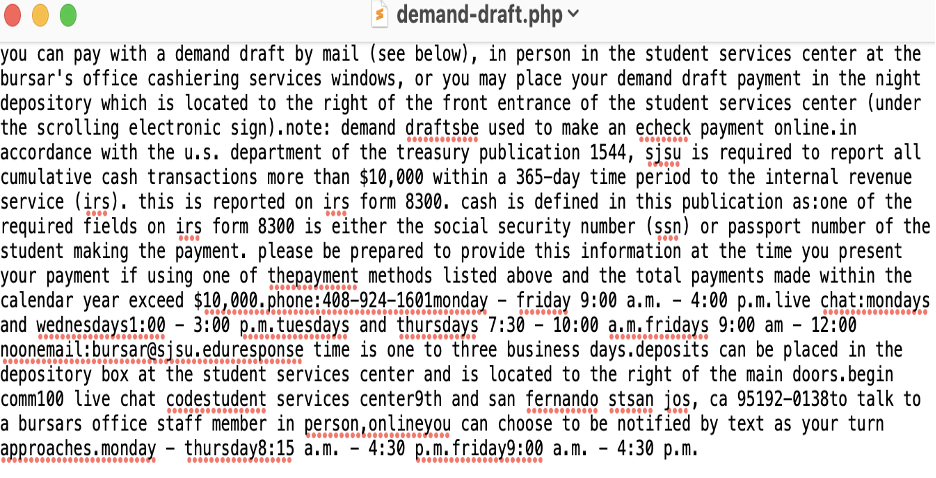 demand-draft.php
you can pay with a demand draft by mail (see below), in person in the student services center at the
bursar's office cashiering services windows, or you may place your demand draft payment in the night
depository which is located to the right of the front entrance of the student services center (under
the scrolling electronic sign).note: demand draftsbe used to make an echeck payment online.in
accordance with the u.s. department of the treasury publication 1544, sjsu is required to report all
cumulative cash transactions more than $10,000 within a 365-day time period to the internal revenue
service (irs). this is reported on irs form 8300. cash is defined in this publication as:one of the
required fields on irs form 8300 is either the social security number (ssn) or passport number of the
student making the payment. please be prepared to provide this information at the time you present
your payment if using one of thepayment methods listed above and the total payments made within the
calendar year exceed $10,000.phone:408-924-1601monday – friday 9:00 a.m. – 4:00 p.m.live chat:mondays
and wednesdays1:00 – 3:00 p.m.tuesdays and thursdays 7:30 – 10:00 a.m.fridays 9:00 am – 12:00
noonemail:bursar@sjsu.eduresponse time is one to three business days.deposits can be placed in the
depository box at the student services center and is located to the right of the main doors.begin
comm100 live chat codestudent services center9th and san fernando stsan jos, ca 95192-0138to talk to
a bursars office staff member in person,onlineyou can choose to be notified by text as your turn
approaches.monday – thursday8:15 a.m. – 4:30 p.m.friday9:00 a.m. – 4:30 p.m.